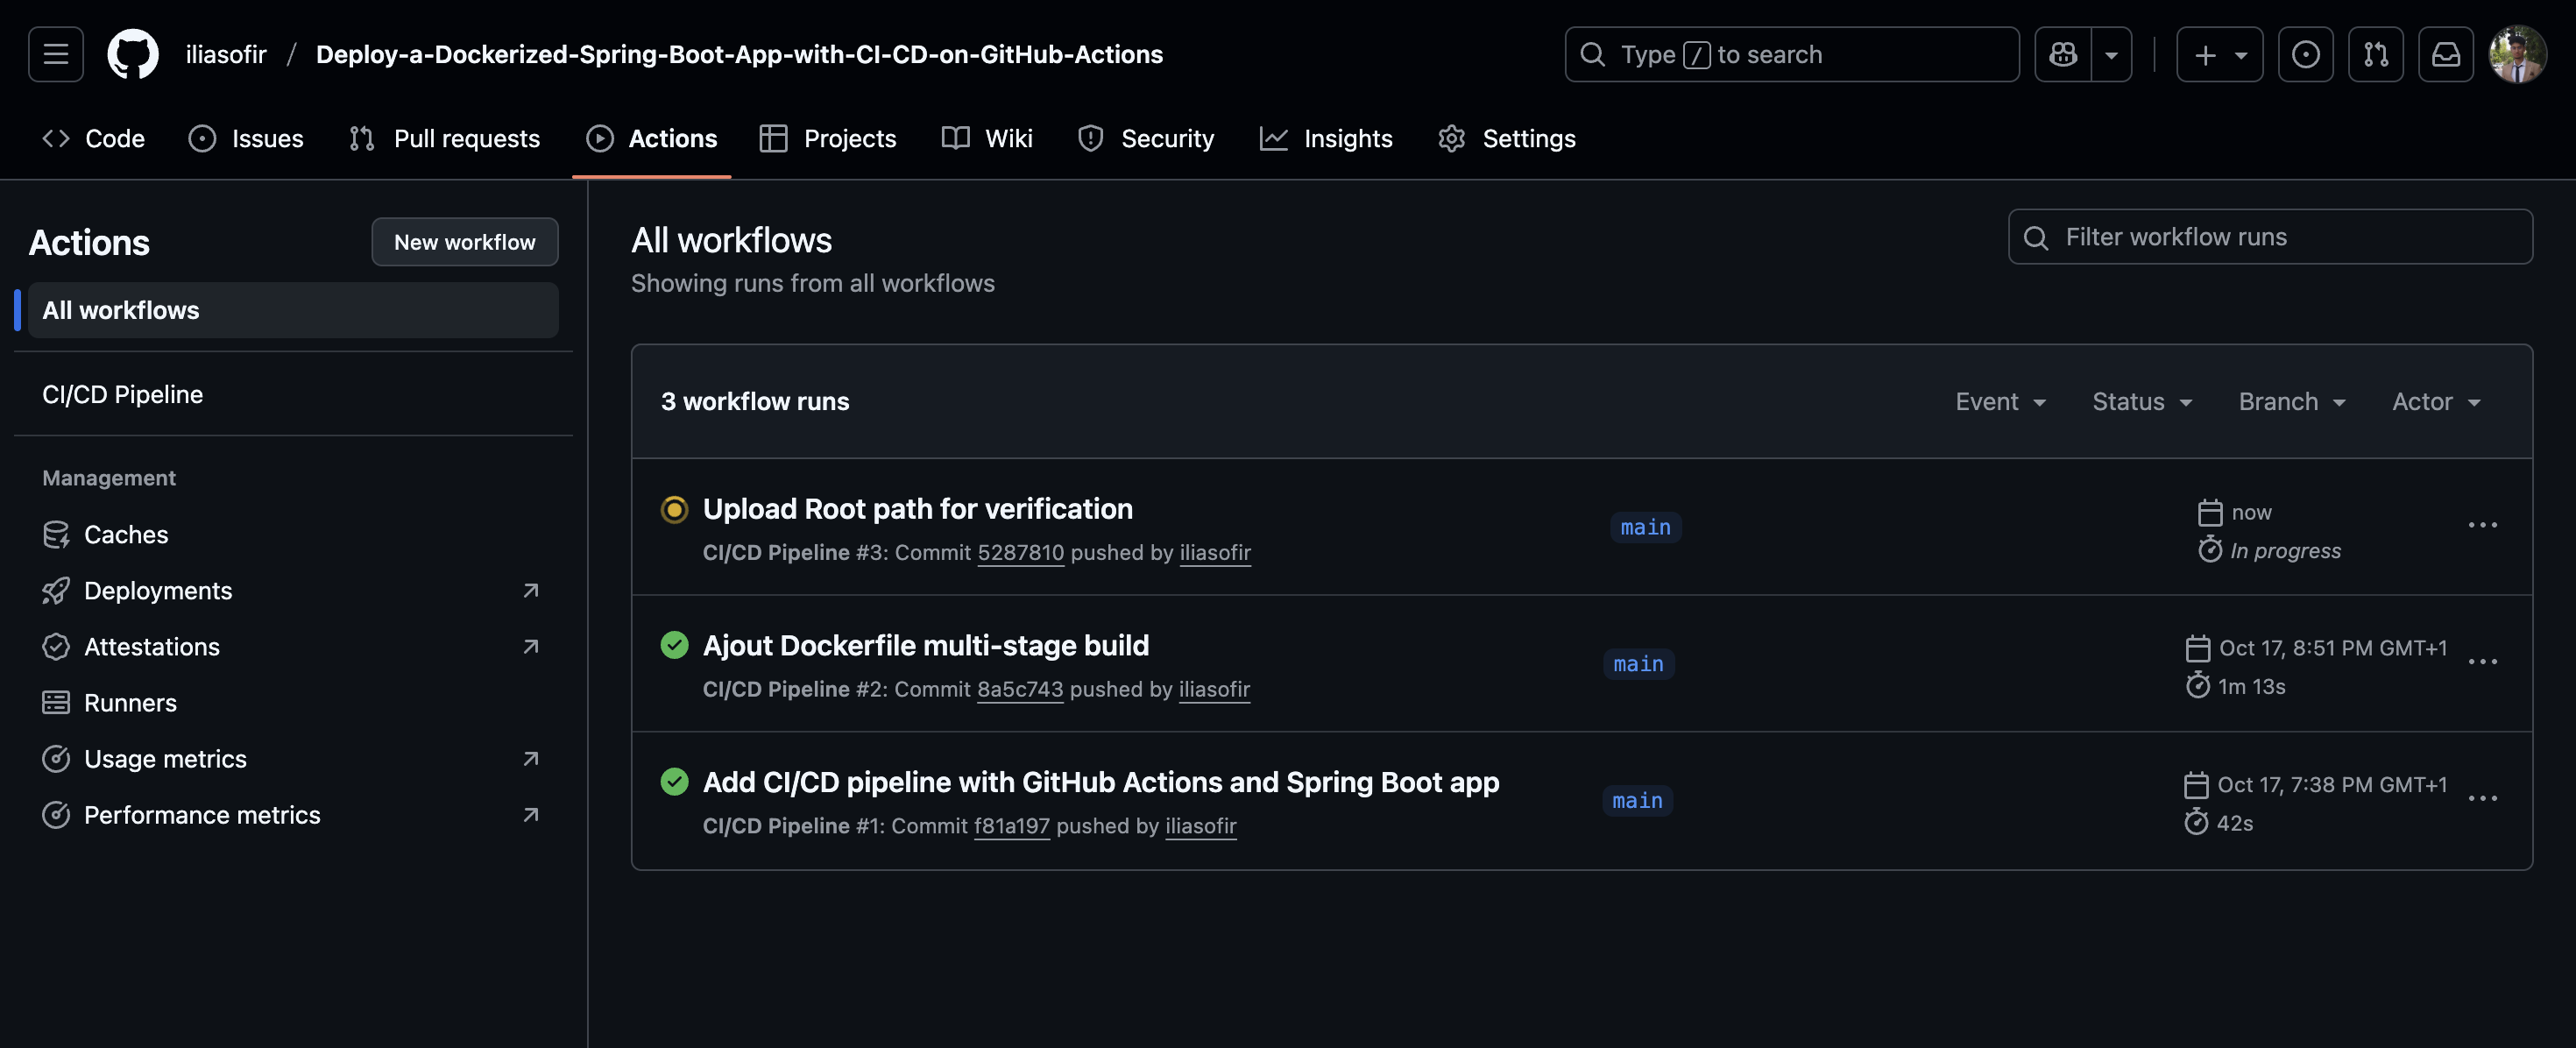 iliasofir / Deploy-a-Dockerized-Spring-Boot-App-with-CI-CD-on-GitHub-Actions
Type / to search
Code Issues Pull requests Actions Projects Wiki Security Insights Settings
Actions
New workflow
All workflows
CI/CD Pipeline
Management
Caches
Deployments
Attestations
Runners
Usage metrics
Performance metrics
All workflows
Showing runs from all workflows
Filter workflow runs
3 workflow runs
Event Status Branch Actor
Upload Root path for verification
CI/CD Pipeline #3: Commit 5287810 pushed by iliasofir
main
now
In progress
Ajout Dockerfile multi-stage build
CI/CD Pipeline #2: Commit 8a5c743 pushed by iliasofir
main
Oct 17, 8:51 PM GMT+1
1m 13s
Add CI/CD pipeline with GitHub Actions and Spring Boot app
CI/CD Pipeline #1: Commit f81a197 pushed by iliasofir
main
Oct 17, 7:38 PM GMT+1
42s